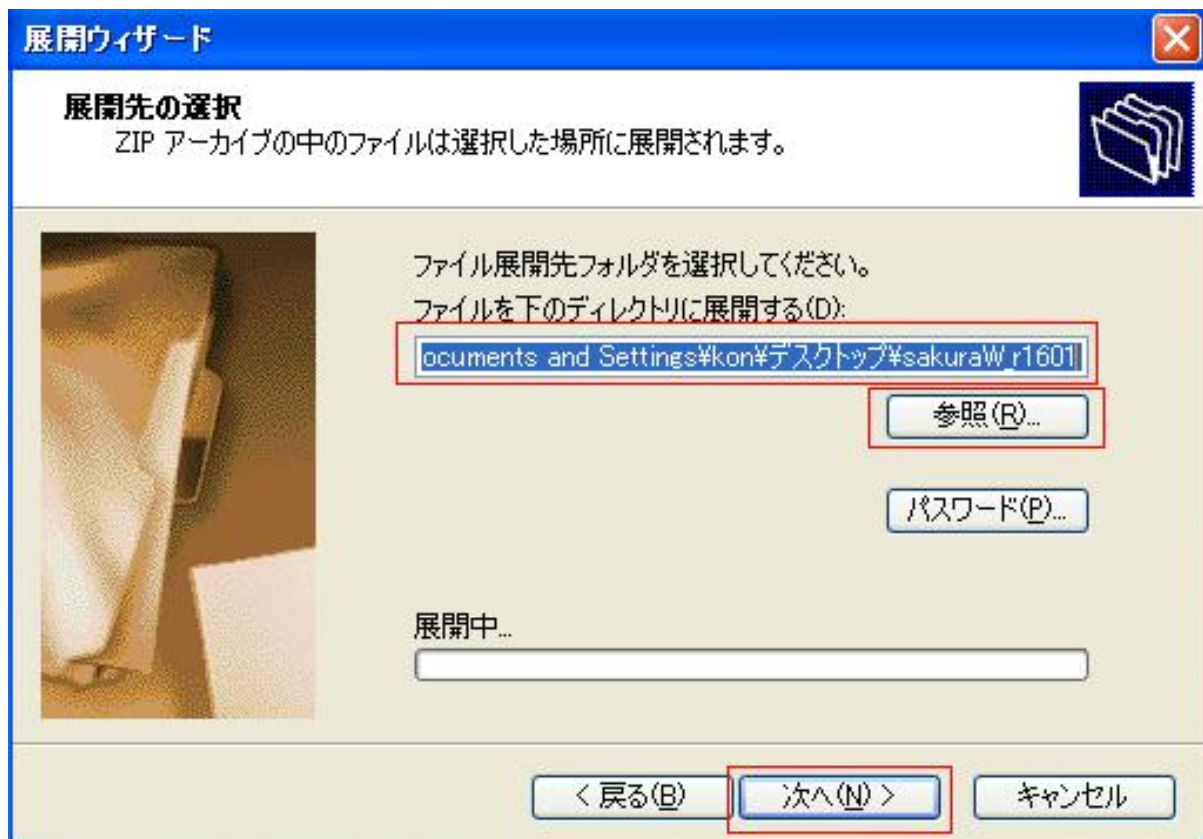 展開ウィザード
展開先の選択
ZIP アーカイブの中のファイルは選択した場所に展開されます。
ファイル展開先フォルダを選択してください。
ファイルを下のディレクトリに展開する(D):
ocuments and Settings¥kon¥デスクトップ¥sakuraW_r1601
参照(R)...
パスワード(P)...
展開中...
< 戻る(B)
次へ(N) >
キャンセル